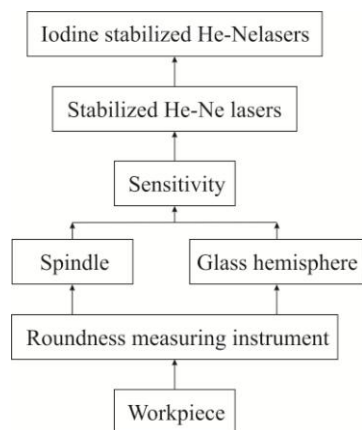 Iodine stabilized He-Nelasers
Stabilized He-Ne lasers
Sensitivity
Spindle
Glass hemisphere
Roundness measuring instrument
Workpiece